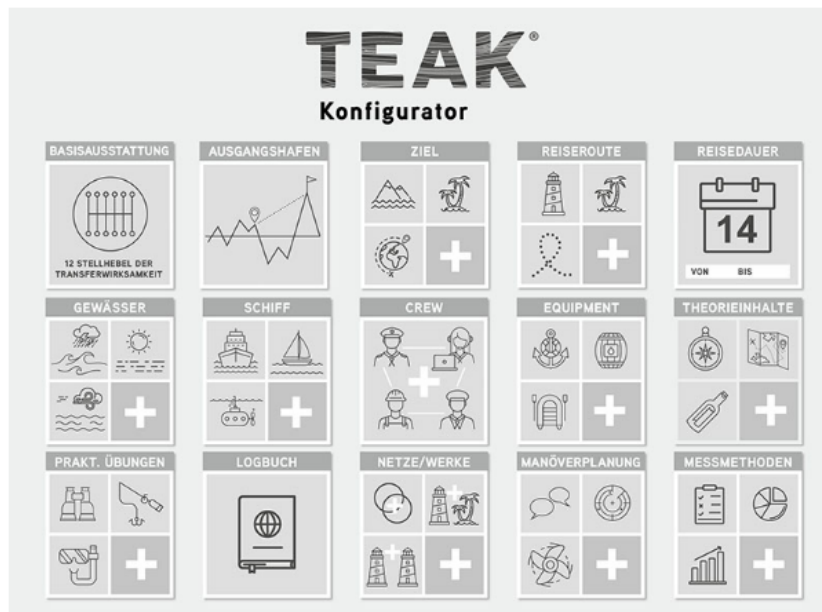 TEAK®
Konfigurator
BASISAUSSTATTUNG
AUSGANGSHAFEN
ZIEL
REISEROUTE
REISEDAUER
12 STELLHEBEL DER
TRANSFERWIRKSAMKEIT
14
VON BIS
GEWÄSSER
SCHIFF
CREW
EQUIPMENT
THEORIEINHALTE
PRAKT. ÜBUNGEN
LOGBUCH
NETZE/WERKE
MANÖVERPLANUNG
MESSMETHODEN